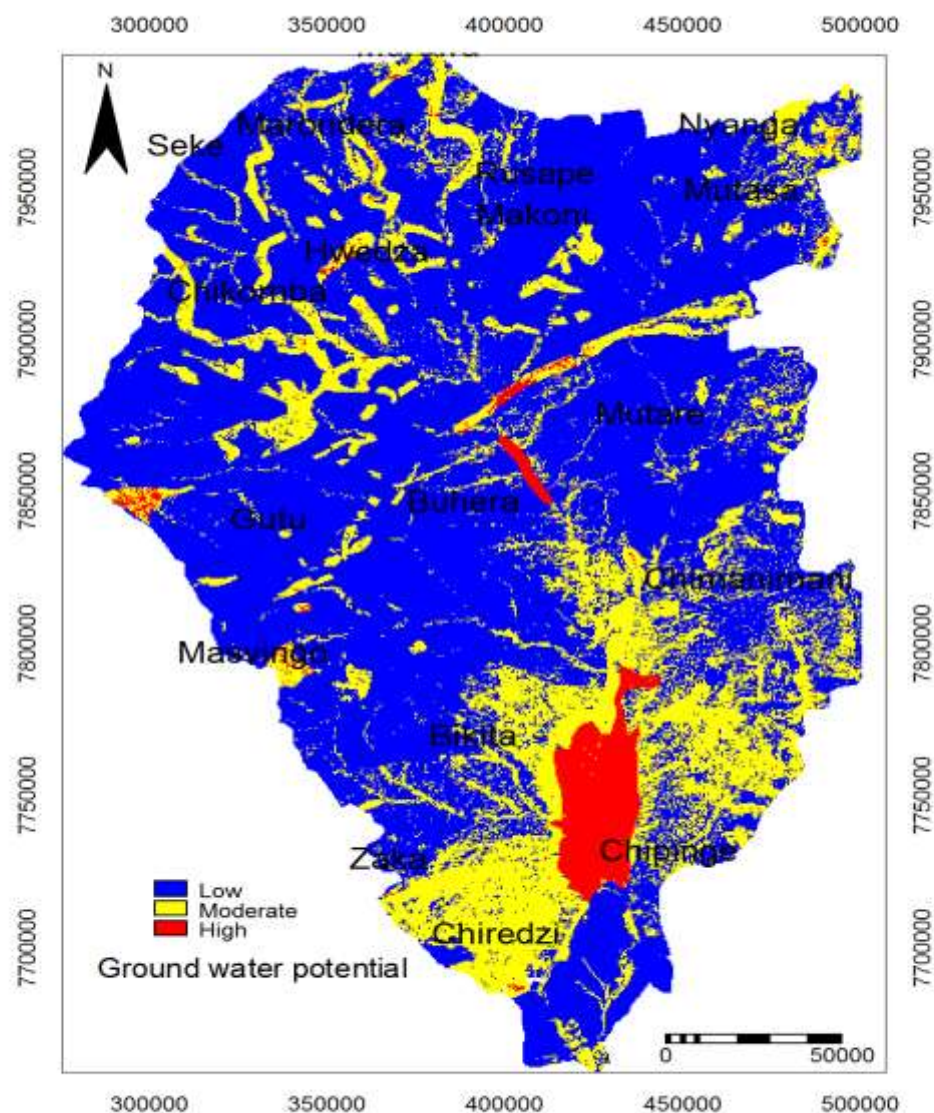 300000 350000 400000 450000 500000
N
Marondera
Nyanga
Seke
Rusape
Mutasa
Makoni
Hwedza
Chikomba
Mutare
Buhera
Gutu
Chimanimani
Masvingo
Bikita
Chipinge
Zaka
Chiredzi
Low
Moderate
High
Ground water potential
0 50000
7950000
7900000
7850000
7800000
7750000
7700000
7950000
7900000
7850000
7800000
7750000
7700000
300000 350000 400000 450000 500000